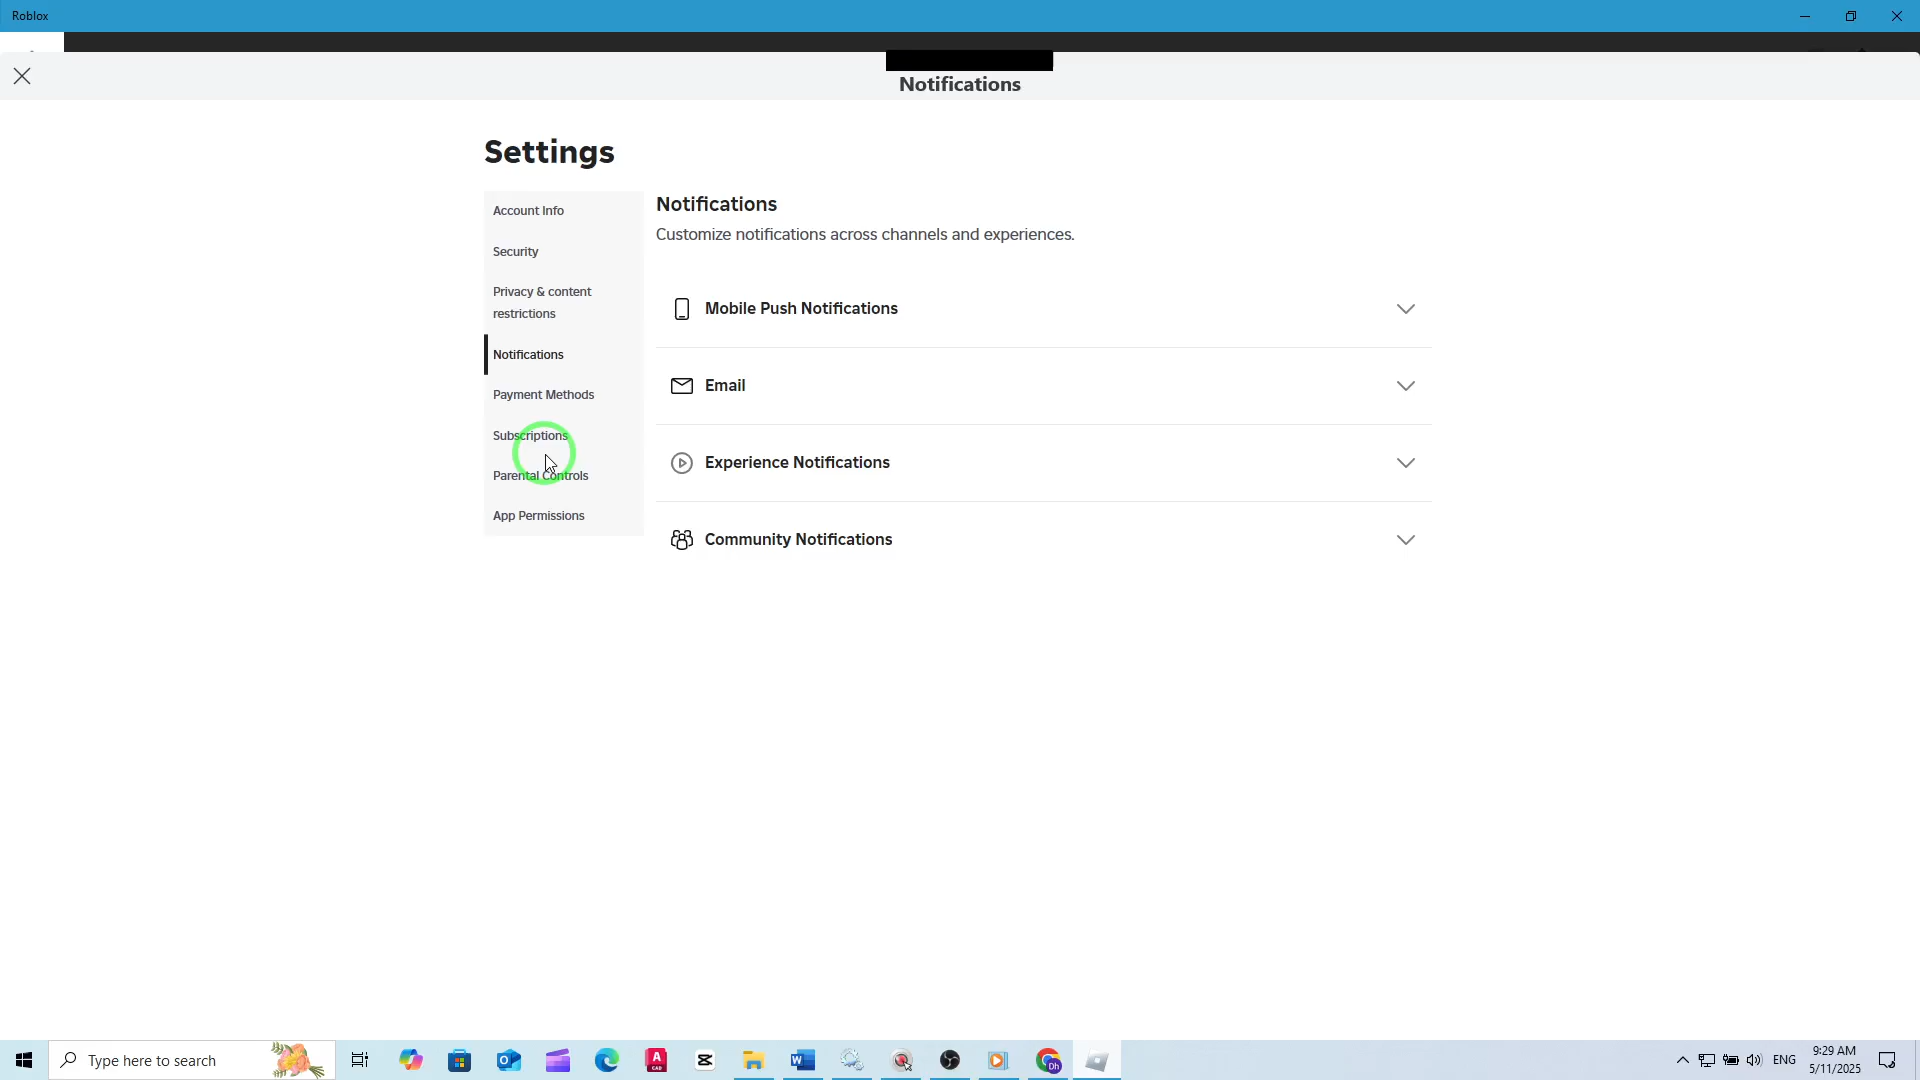 Roblox
Notifications
Settings
Account Info
Security
Privacy & content
restrictions
Notifications
Payment Methods
Subscriptions
Parental Controls
App Permissions
Notifications
Customize notifications across channels and experiences.
Mobile Push Notifications
Email
Experience Notifications
Community Notifications
Type here to search
ENG
9:29 AM
5/11/2025